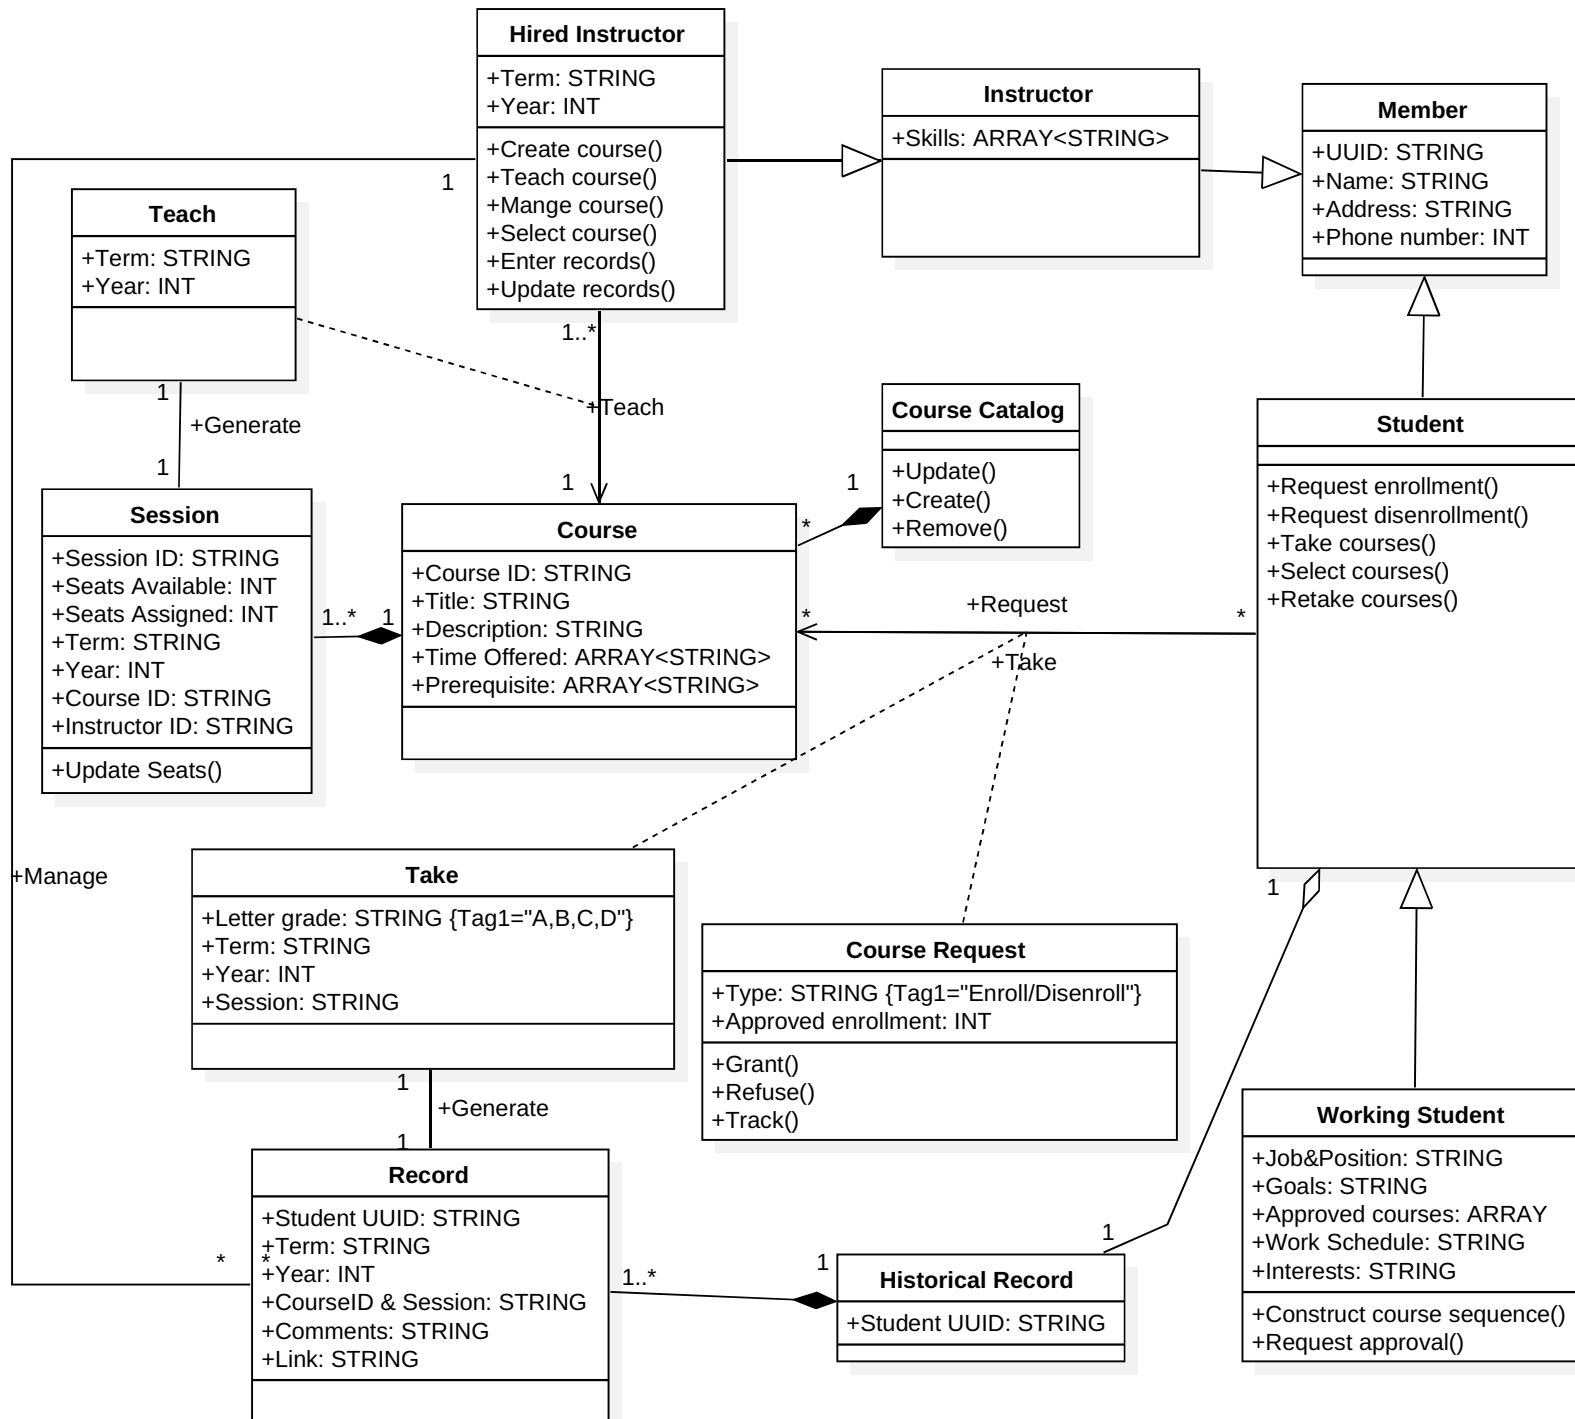 Hired Instructor
+Term: STRING
+Year: INT
+Create course()
+Teach course()
+Mange course()
+Select course()
+Enter records()
+Update records()
Instructor
+Skills: ARRAY<STRING>
Member
+UUID: STRING
+Name: STRING
+Address: STRING
+Phone number: INT
1
Teach
+Term: STRING
+Year: INT
1..*
+Teach
1
1
+Generate
1
Course Catalog
+Update()
+Create()
+Remove()
1
*
Student
+Request enrollment()
+Request disenrollment()
+Take courses()
+Select courses()
+Retake courses()
Session
+Session ID: STRING
+Seats Available: INT
+Seats Assigned: INT
+Term: STRING
+Year: INT
+Course ID: STRING
+Instructor ID: STRING
+Update Seats()
1..*
1
Course
+Course ID: STRING
+Title: STRING
+Description: STRING
+Time Offered: ARRAY<STRING>
+Prerequisite: ARRAY<STRING>
*
+Request
*
+Take
+Manage
Take
+Letter grade: STRING {Tag1="A,B,C,D"}
+Term: STRING
+Year: INT
+Session: STRING
1
Course Request
+Type: STRING {Tag1="Enroll/Disenroll"}
+Approved enrollment: INT
+Grant()
+Refuse()
+Track()
1
+Generate
1
Working Student
+Job&Position: STRING
+Goals: STRING
+Approved courses: ARRAY
+Work Schedule: STRING
+Interests: STRING
+Construct course sequence()
+Request approval()
Record
+Student UUID: STRING
+Term: STRING
+Year: INT
+CourseID & Session: STRING
+Comments: STRING
+Link: STRING
*
*
1..*
1
1
Historical Record
+Student UUID: STRING